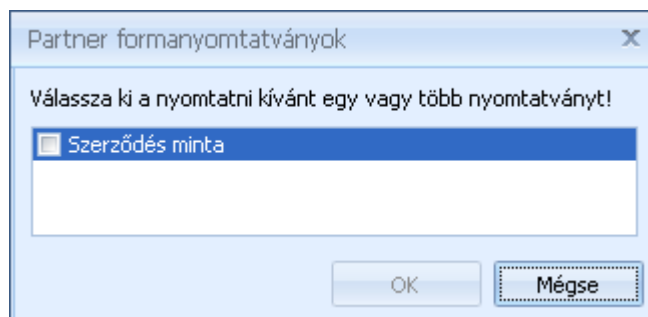 Partner formanyomtatványok
Válassza ki a nyomtatni kívánt egy vagy több nyomtatványt!
Szerződés minta
OK
Mégse